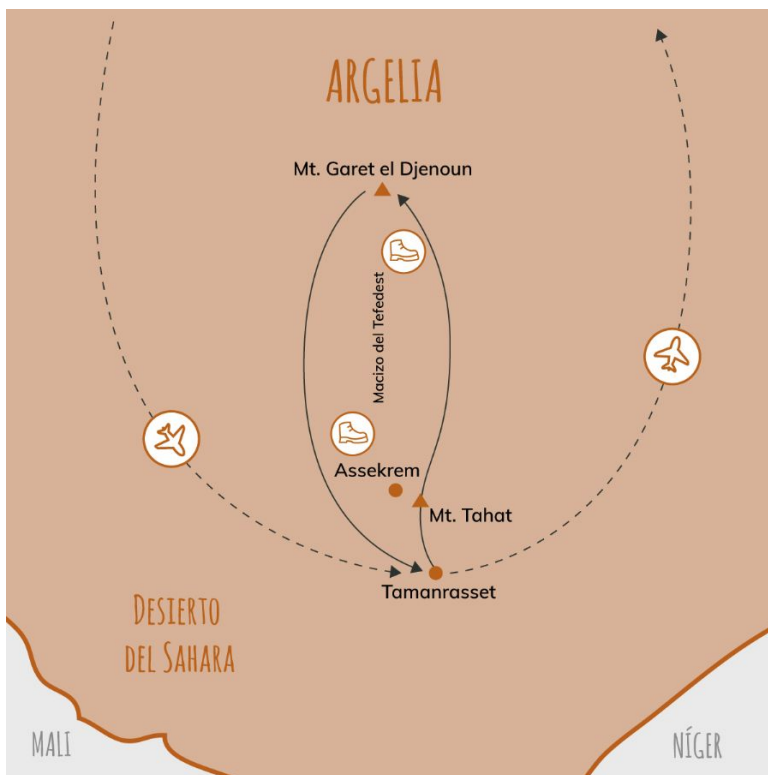 ARGELIA
Mt. Garet el Djenoun
Macizo del Tefedest
Assekrem
Mt. Tahat
Tamanrasset
DESIERTO
DEL SAHARA
MALI
NÍGER